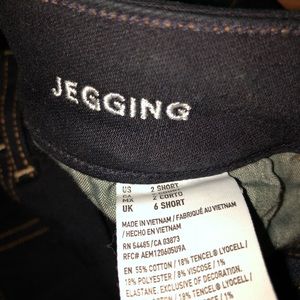 JEGGING
US 2 SHORT
CA
MX 2 CORTO
UK 6 SHORT
MADE IN VIETNAM / FABRIQUÉ AU VIETNAM
/ HECHO EN VIETNAM
RN 54485/CA 03873
RFC# AEM120605U9A
EN 55% COTTON / 18% TENCEL® LYOCELL /
18% POLYESTER / 8% VISCOSE / 1%
ELASTANE. EXCLUSIVE OF DECORATION.
18% TENCEL® LYOCELL /